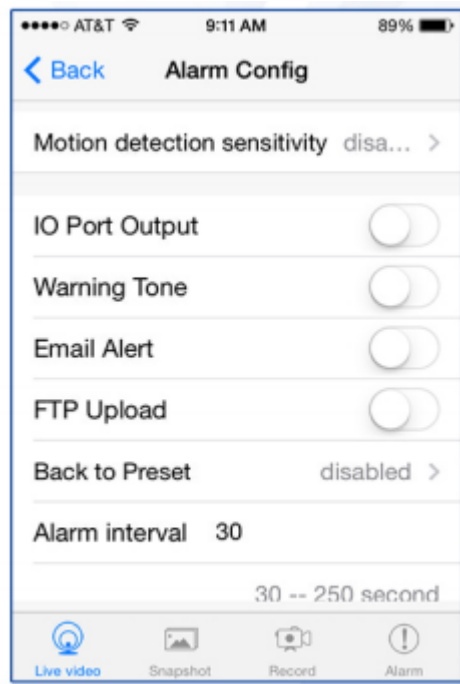 AT&T 9:11 AM 89%
Back Alarm Config
Motion detection sensitivity disa... >
IO Port Output
Warning Tone
Email Alert
FTP Upload
Back to Preset disabled >
Alarm interval 30
30 -- 250 second
Live video Snapshot Record Alarm